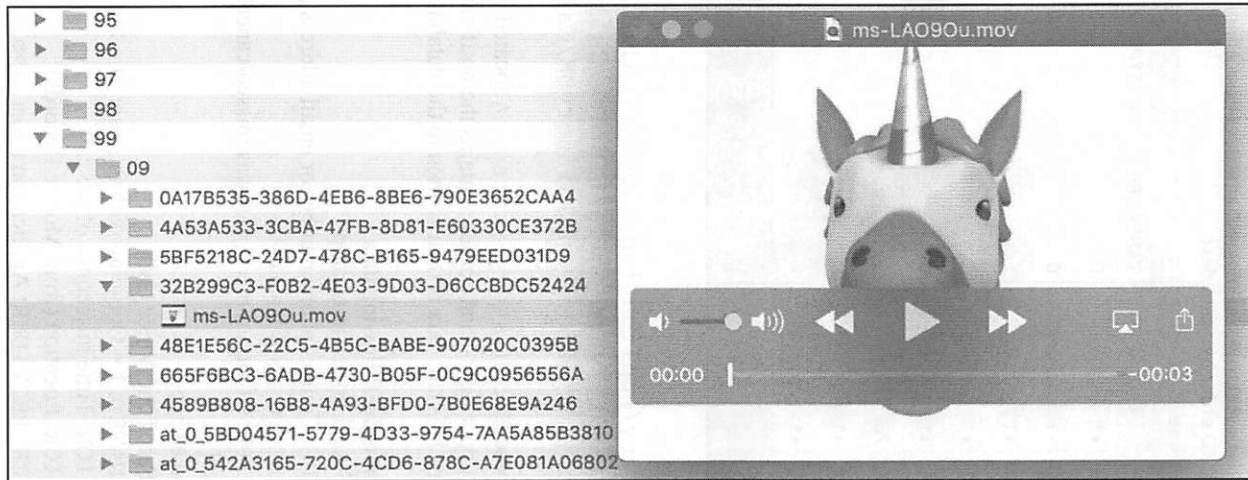 95
96
97
98
99
09
0A17B535-386D-4EB6-8BE6-790E3652CAA4
4A53A533-3CBA-47FB-8D81-E60330CE372B
5BF5218C-24D7-478C-B165-9479EED031D9
32B299C3-F0B2-4E03-9D03-D6CCBDC52424
ms-LAO9Ou.mov
48E1E56C-22C5-4B5C-BABE-907020C0395B
665F6BC3-6ADB-4730-B05F-0C9C0956556A
4589B808-16B8-4A93-BFD0-7B0E68E9A246
at_0_5BD04571-5779-4D33-9754-7AA5A85B3810
at_0_542A3165-720C-4CD6-878C-A7E081A06802
ms-LAO9Ou.mov
00:00
-00:03